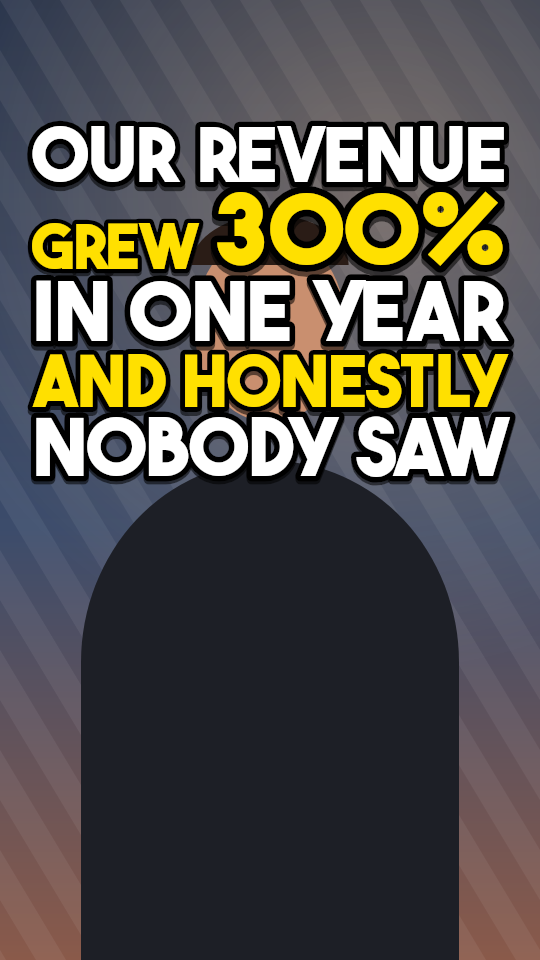 OUR REVENUE
GREW 300%
IN ONE YEAR
AND HONESTLY
NOBODY SAW